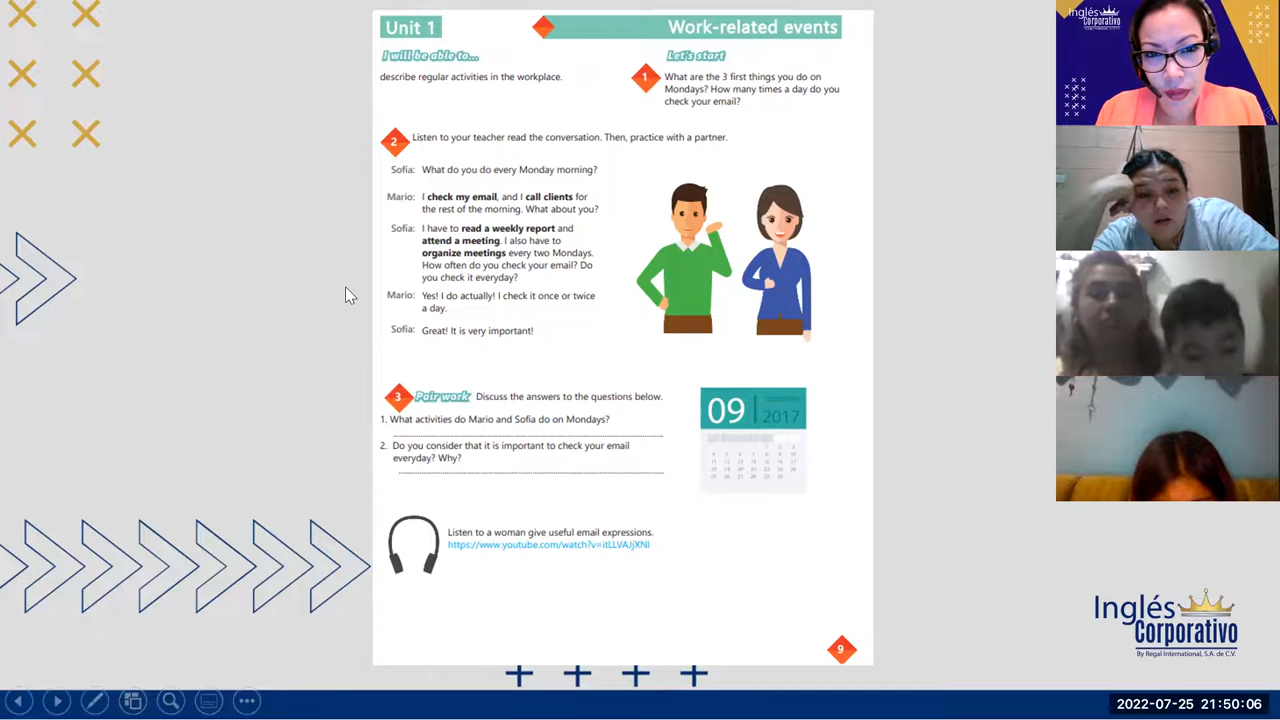 Unit 1
Work-related events
I will be able to...
describe regular activities in the workplace.
Let's start
1
What are the 3 first things you do on
Mondays? How many times a day do you
check your email?
2
Listen to your teacher read the conversation. Then, practice with a partner.
Sofia: What do you do every Monday morning?
Mario: I check my email, and I call clients for
the rest of the morning. What about you?
Sofia: I have to read a weekly report and
attend a meeting. I also have to
organize meetings every two Mondays.
How often do you check your email? Do
you check it everyday?
Mario: Yes! I do actually! I check it once or twice
a day.
Sofia: Great! It is very important!
3
Pair work Discuss the answers to the questions below.
1. What activities do Mario and Sofia do on Mondays?
2. Do you consider that it is important to check your email
everyday? Why?
09 2017
Listen to a woman give useful email expressions.
https://www.youtube.com/watch?v=itLLVAJjXNI
9
Inglés
Corporativo
Inglés
Corporativo
By Regal International, S.A. de C.V.
2022-07-25 21:50:06